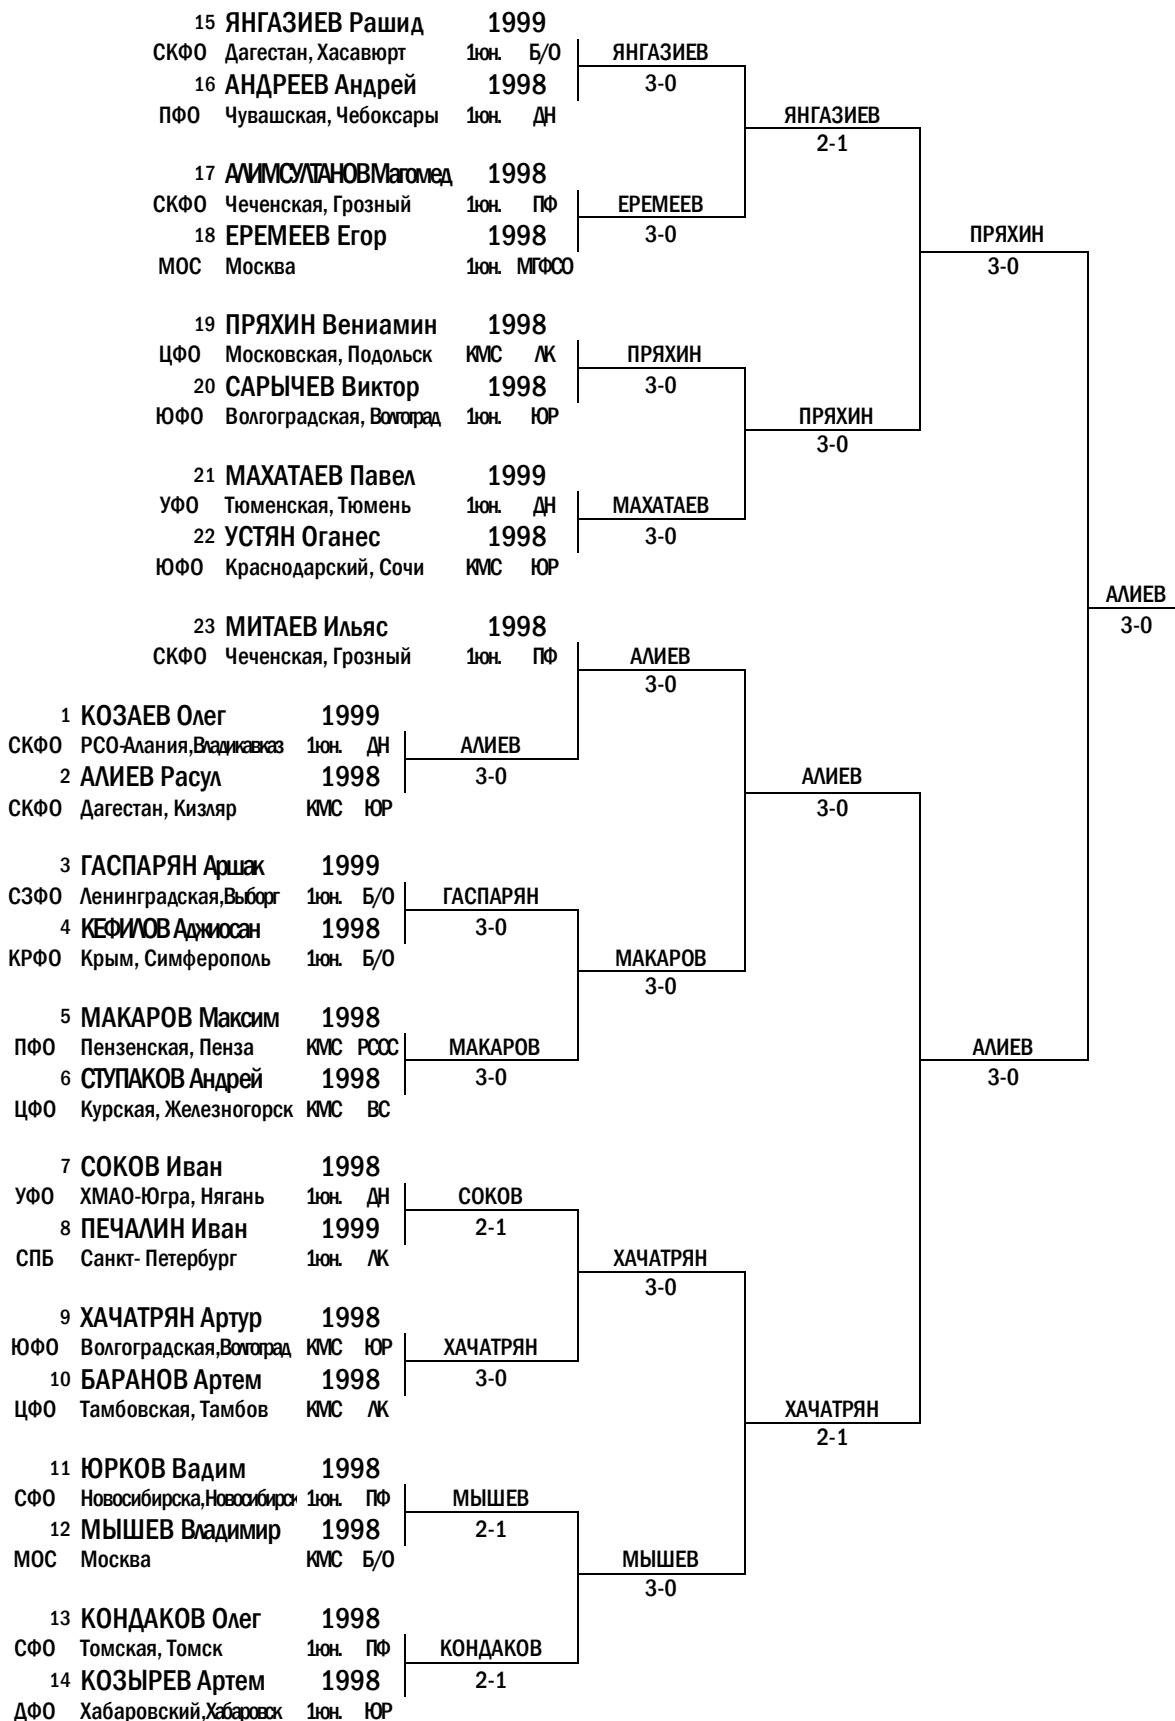 15 ЯНГАЗИЕВ Рашид 1999
СКФО Дагестан, Хасавюрт 1юн. Б/О ЯНГАЗИЕВ
16 АНДРЕЕВ Андрей 1998 3-0
ПФО Чувашская, Чебоксары 1юн. ДН ЯНГАЗИЕВ
2-1
17 АЛИМСУЛТАНОВ Магомед 1998
СКФО Чеченская, Грозный 1юн. ПФ ЕРЕМЕЕВ
18 ЕРЕМЕЕВ Егор 1998 3-0 ПРЯХИН
МОС Москва 1юн. МГФСО 3-0
19 ПРЯХИН Вениамин 1998
ЦФО Московская, Подольск КМС ЛК ПРЯХИН
20 САРЫЧЕВ Виктор 1998 3-0
ЮФО Волгоградская, Волгоград 1юн. ЮР ПРЯХИН
3-0
21 МАХАТАЕВ Павел 1999
УФО Тюменская, Тюмень 1юн. ДН МАХАТАЕВ
22 УСТЯН Оганес 1998 3-0
ЮФО Краснодарский, Сочи КМС ЮР
АЛИЕВ
23 МИТАЕВ Ильяс 1998 3-0
СКФО Чеченская, Грозный 1юн. ПФ АЛИЕВ
3-0
1 КОЗАЕВ Олег 1999
СКФО РСО-Алания,Владикавказ 1юн. ДН АЛИЕВ
2 АЛИЕВ Расул 1998 3-0 АЛИЕВ
СКФО Дагестан, Кизляр КМС ЮР 3-0
3 ГАСПАРЯН Аршак 1999
СЗФО Ленинградская,Выборг 1юн. Б/О ГАСПАРЯН
4 КЕФИЛОВ Аджиосан 1998 3-0
КРФО Крым, Симферополь 1юн. Б/О МАКАРОВ
3-0
5 МАКАРОВ Максим 1998
ПФО Пензенская, Пенза КМС РССС МАКАРОВ АЛИЕВ
6 СТУПАКОВ Андрей 1998 3-0 3-0
ЦФО Курская, Железногорск КМС ВС
7 СОКОВ Иван 1998
УФО ХМАО-Югра, Нягань 1юн. ДН СОКОВ
8 ПЕЧАЛИН Иван 1999 2-1
СПБ Санкт- Петербург 1юн. ЛК ХАЧАТРЯН
3-0
9 ХАЧАТРЯН Артур 1998
ЮФО Волгоградская,Волгоград КМС ЮР ХАЧАТРЯН
10 БАРАНОВ Артем 1998 3-0
ЦФО Тамбовская, Тамбов КМС ЛК ХАЧАТРЯН
2-1
11 ЮРКОВ Вадим 1998
СФО Новосибирска,Новосибирск 1юн. ПФ МЫШЕВ
12 МЫШЕВ Владимир 1998 2-1
МОС Москва КМС Б/О МЫШЕВ
3-0
13 КОНДАКОВ Олег 1998
СФО Томская, Томск 1юн. ПФ КОНДАКОВ
14 КОЗЫРЕВ Артем 1998 2-1
ДФО Хабаровский,Хабаровск 1юн. ЮР